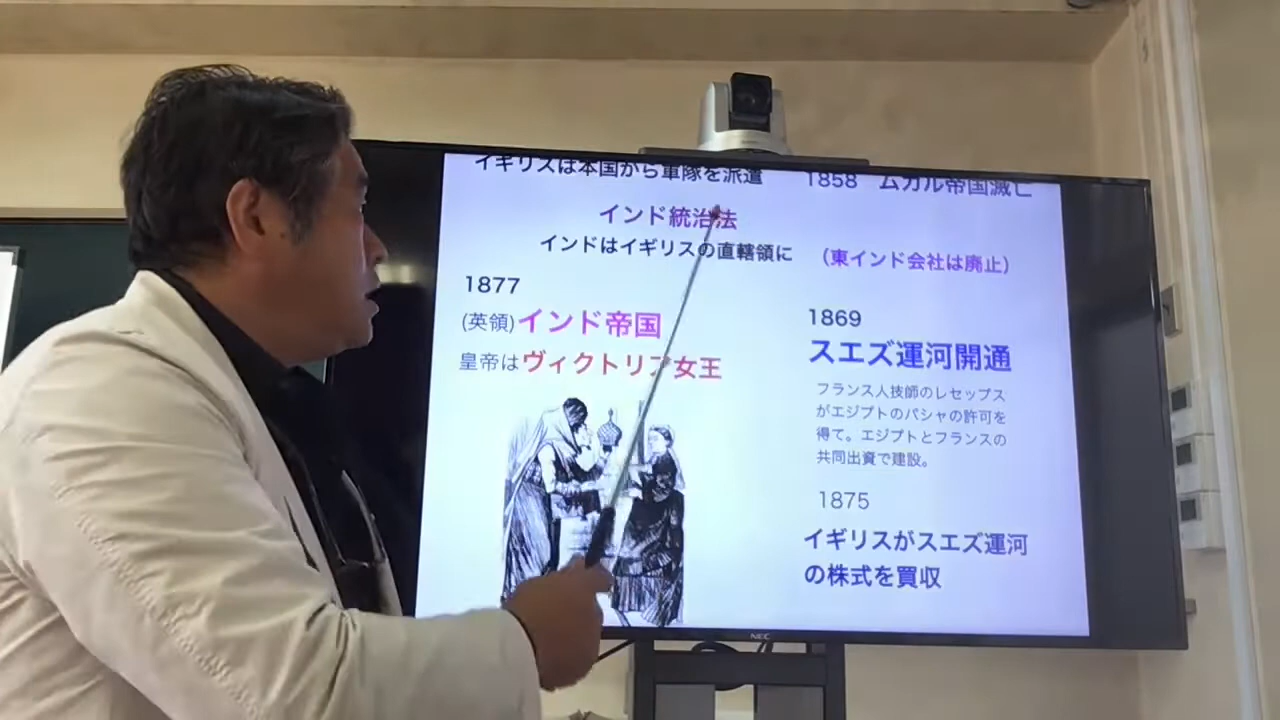 イギリスは本国から軍隊を派遣
インド統治法
インドはイギリスの直轄領に
1877
(英領)インド帝国
皇帝はヴィクトリア女王
1858 ムガル帝国滅亡
(東インド会社は廃止)
1869
スエズ運河開通
フランス人技師のレセップス
がエジプトのパシャの許可を
得て。エジプトとフランスの
共同出資で建設。
1875
イギリスがスエズ運河
の株式を買収
NEC